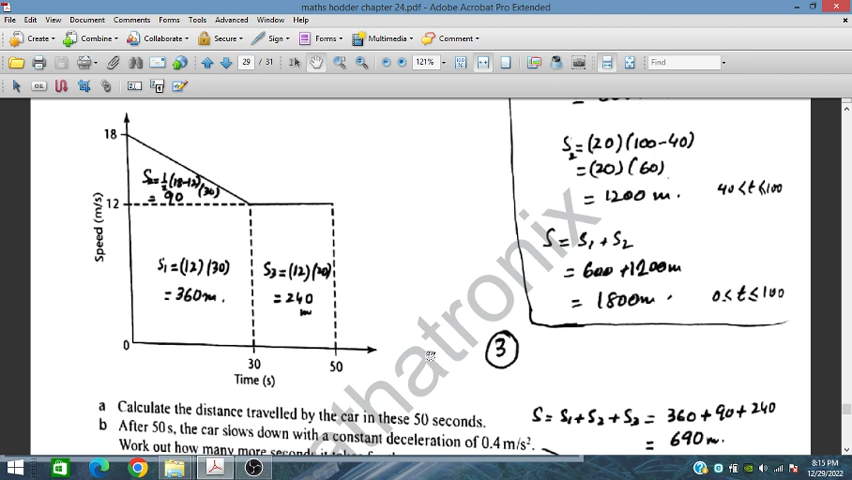 maths hodder chapter 24.pdf - Adobe Acrobat Pro Extended
File Edit View Document Comments Forms Tools Advanced Window Help
Create Combine Collaborate Secure Sign Forms Multimedia Comment
29 / 31 121% Find
18
S2=½(18-12)(30)
= 90
12
Speed (m/s)
S1=(12)(30)
= 360m.
S3=(12)(20)
= 240
m
0
30
50
Time (s)
a Calculate the distance travelled by the car in these 50 seconds.
b After 50 s, the car slows down with a constant deceleration of 0.4 m/s².
S2=(20)(100-40)
=(20)(60)
= 1200 m. 40<t≤100
S = S1+S2
= 600+1200m
= 1800m. 0<t≤100
3
S=S1+S2+S3= 360+90+240
= 690m.
mathatronix
8:15 PM
12/29/2022